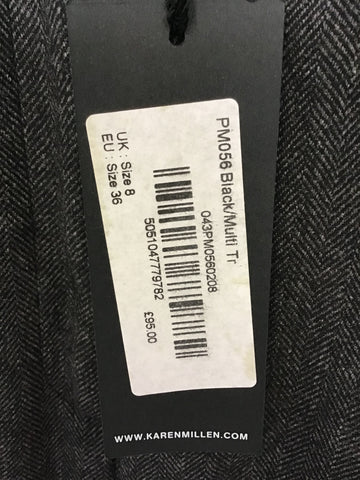 PM056 Black/Multi Tr
043PM0560208
5051047779782
UK : Size 8
EU : Size 36
£95.00
WWW.KARENMILLEN.COM